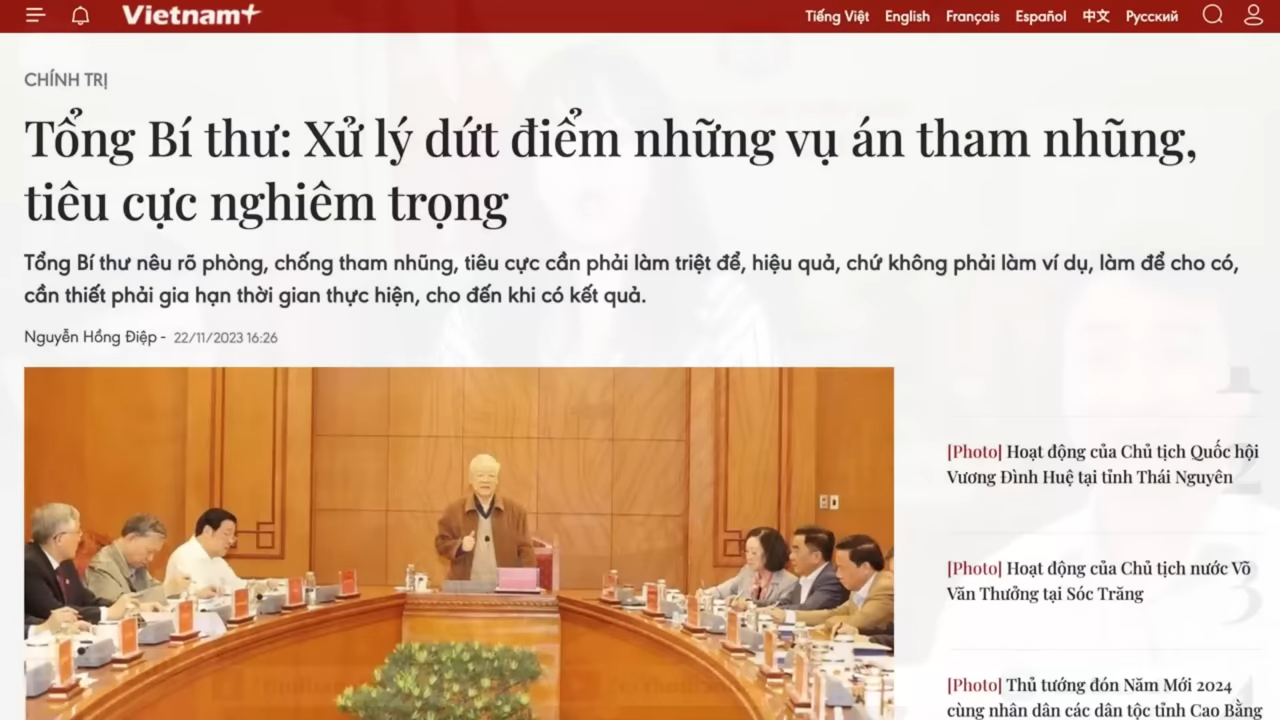 Vietnam+
Tiếng Việt English Français Español 中文 Русский
CHÍNH TRỊ
Tổng Bí thư: Xử lý dứt điểm những vụ án tham nhũng,
tiêu cực nghiêm trọng
Tổng Bí thư nêu rõ phòng, chống tham nhũng, tiêu cực cần phải làm triệt để, hiệu quả, chứ không phải làm ví dụ, làm để cho có,
cần thiết phải gia hạn thời gian thực hiện, cho đến khi có kết quả.
Nguyễn Hồng Điệp - 22/11/2023 16:26
1
[Photo] Hoạt động của Chủ tịch Quốc hội
Vương Đình Huệ tại tỉnh Thái Nguyên
2
[Photo] Hoạt động của Chủ tịch nước Võ
Văn Thưởng tại Sóc Trăng
3
[Photo] Thủ tướng đón Năm Mới 2024
cùng nhân dân các dân tộc tỉnh Cao Bằng
4